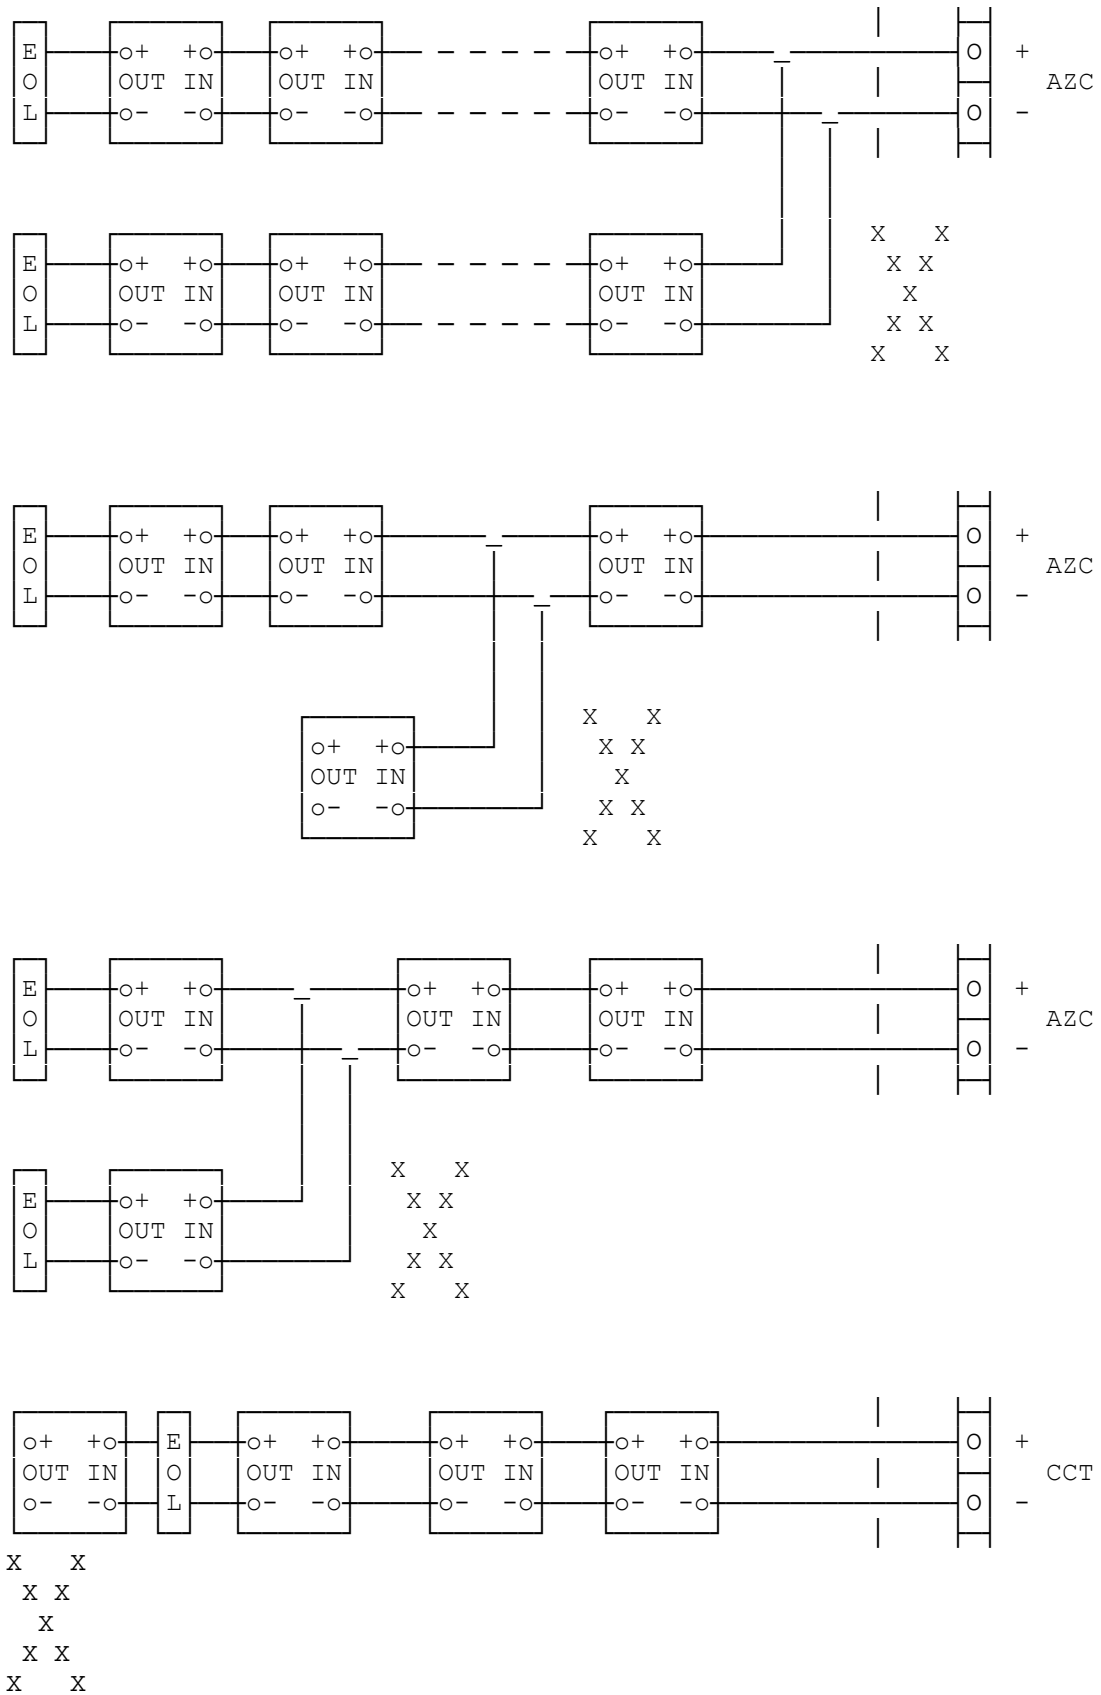 E o+ +o o+ +o o+ +o O +
O OUT IN OUT IN OUT IN AZC
L o- -o o- -o o- -o O -
X X
E o+ +o o+ +o o+ +o X X
O OUT IN OUT IN OUT IN X
L o- -o o- -o o- -o X X
X X
E o+ +o o+ +o o+ +o O +
O OUT IN OUT IN OUT IN AZC
L o- -o o- -o o- -o O -
X X
o+ +o X X
OUT IN X
o- -o X X
X X
E o+ +o o+ +o o+ +o O +
O OUT IN OUT IN OUT IN AZC
L o- -o o- -o o- -o O -
X X
E o+ +o X X
O OUT IN X
L o- -o X X
X X
o+ +o E o+ +o o+ +o o+ +o O +
OUT IN O OUT IN OUT IN OUT IN CCT
o- -o L o- -o o- -o o- -o O -
X X
X X
X
X X
X X